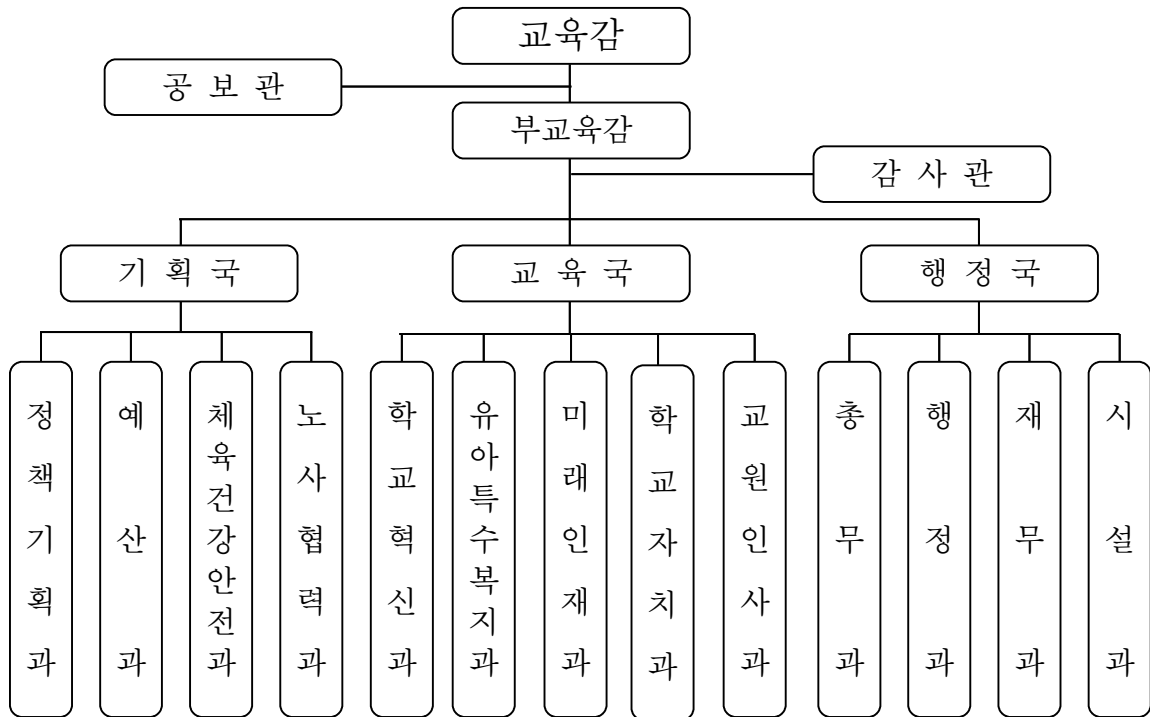 교육감
공 보 관
부교육감
감 사 관
기 획 국
교 육 국
행 정 국
정책기획과
예산과
체육건강안전과
노사협력과
학교혁신과
유아특수복지과
미래인재과
학교자치과
교원인사과
총무과
행정과
재무과
시설과